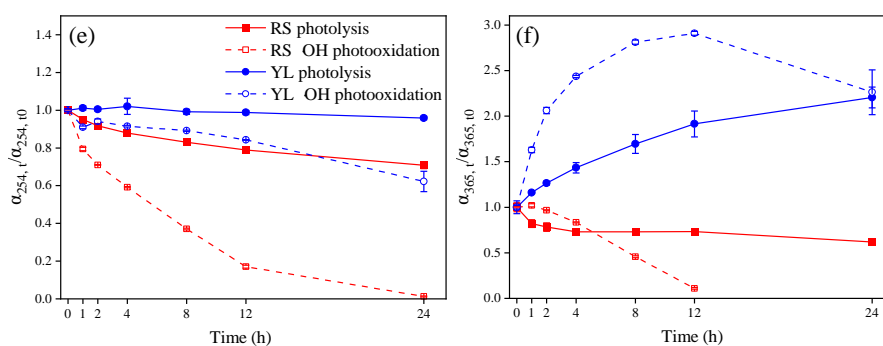 (e)
RS photolysis
RS OH photooxidation
YL photolysis
YL OH photooxidation
α254, t/α254, t0
1.4
1.2
1.0
0.8
0.6
0.4
0.2
0.0
0 1 2 4 8 12 24
Time (h)
(f)
α365, t/α365, t0
3.0
2.5
2.0
1.5
1.0
0.5
0.0
0 1 2 4 8 12 24
Time (h)